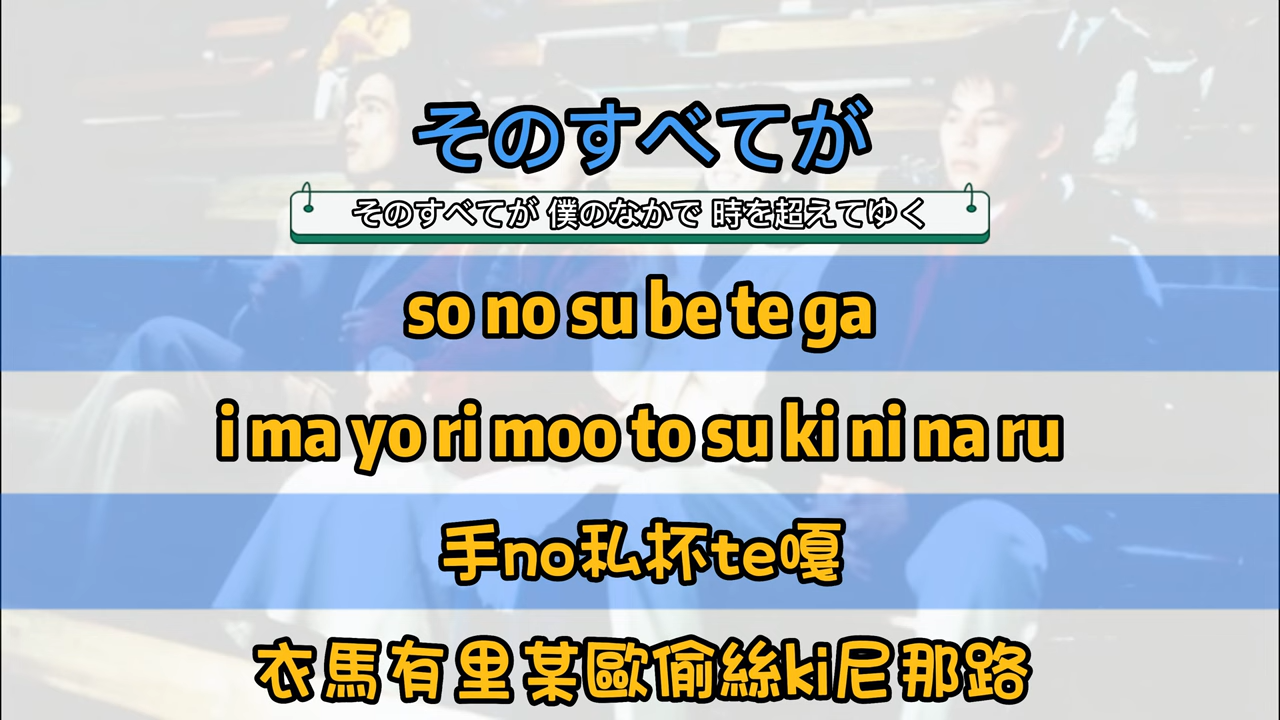 そのすべてが
そのすべてが 僕のなかで 時を超えてゆく
so no su be te ga
i ma yo ri moo to su ki ni na ru
手no私杯te嘎
衣馬有里某歐偷絲ki尼那路